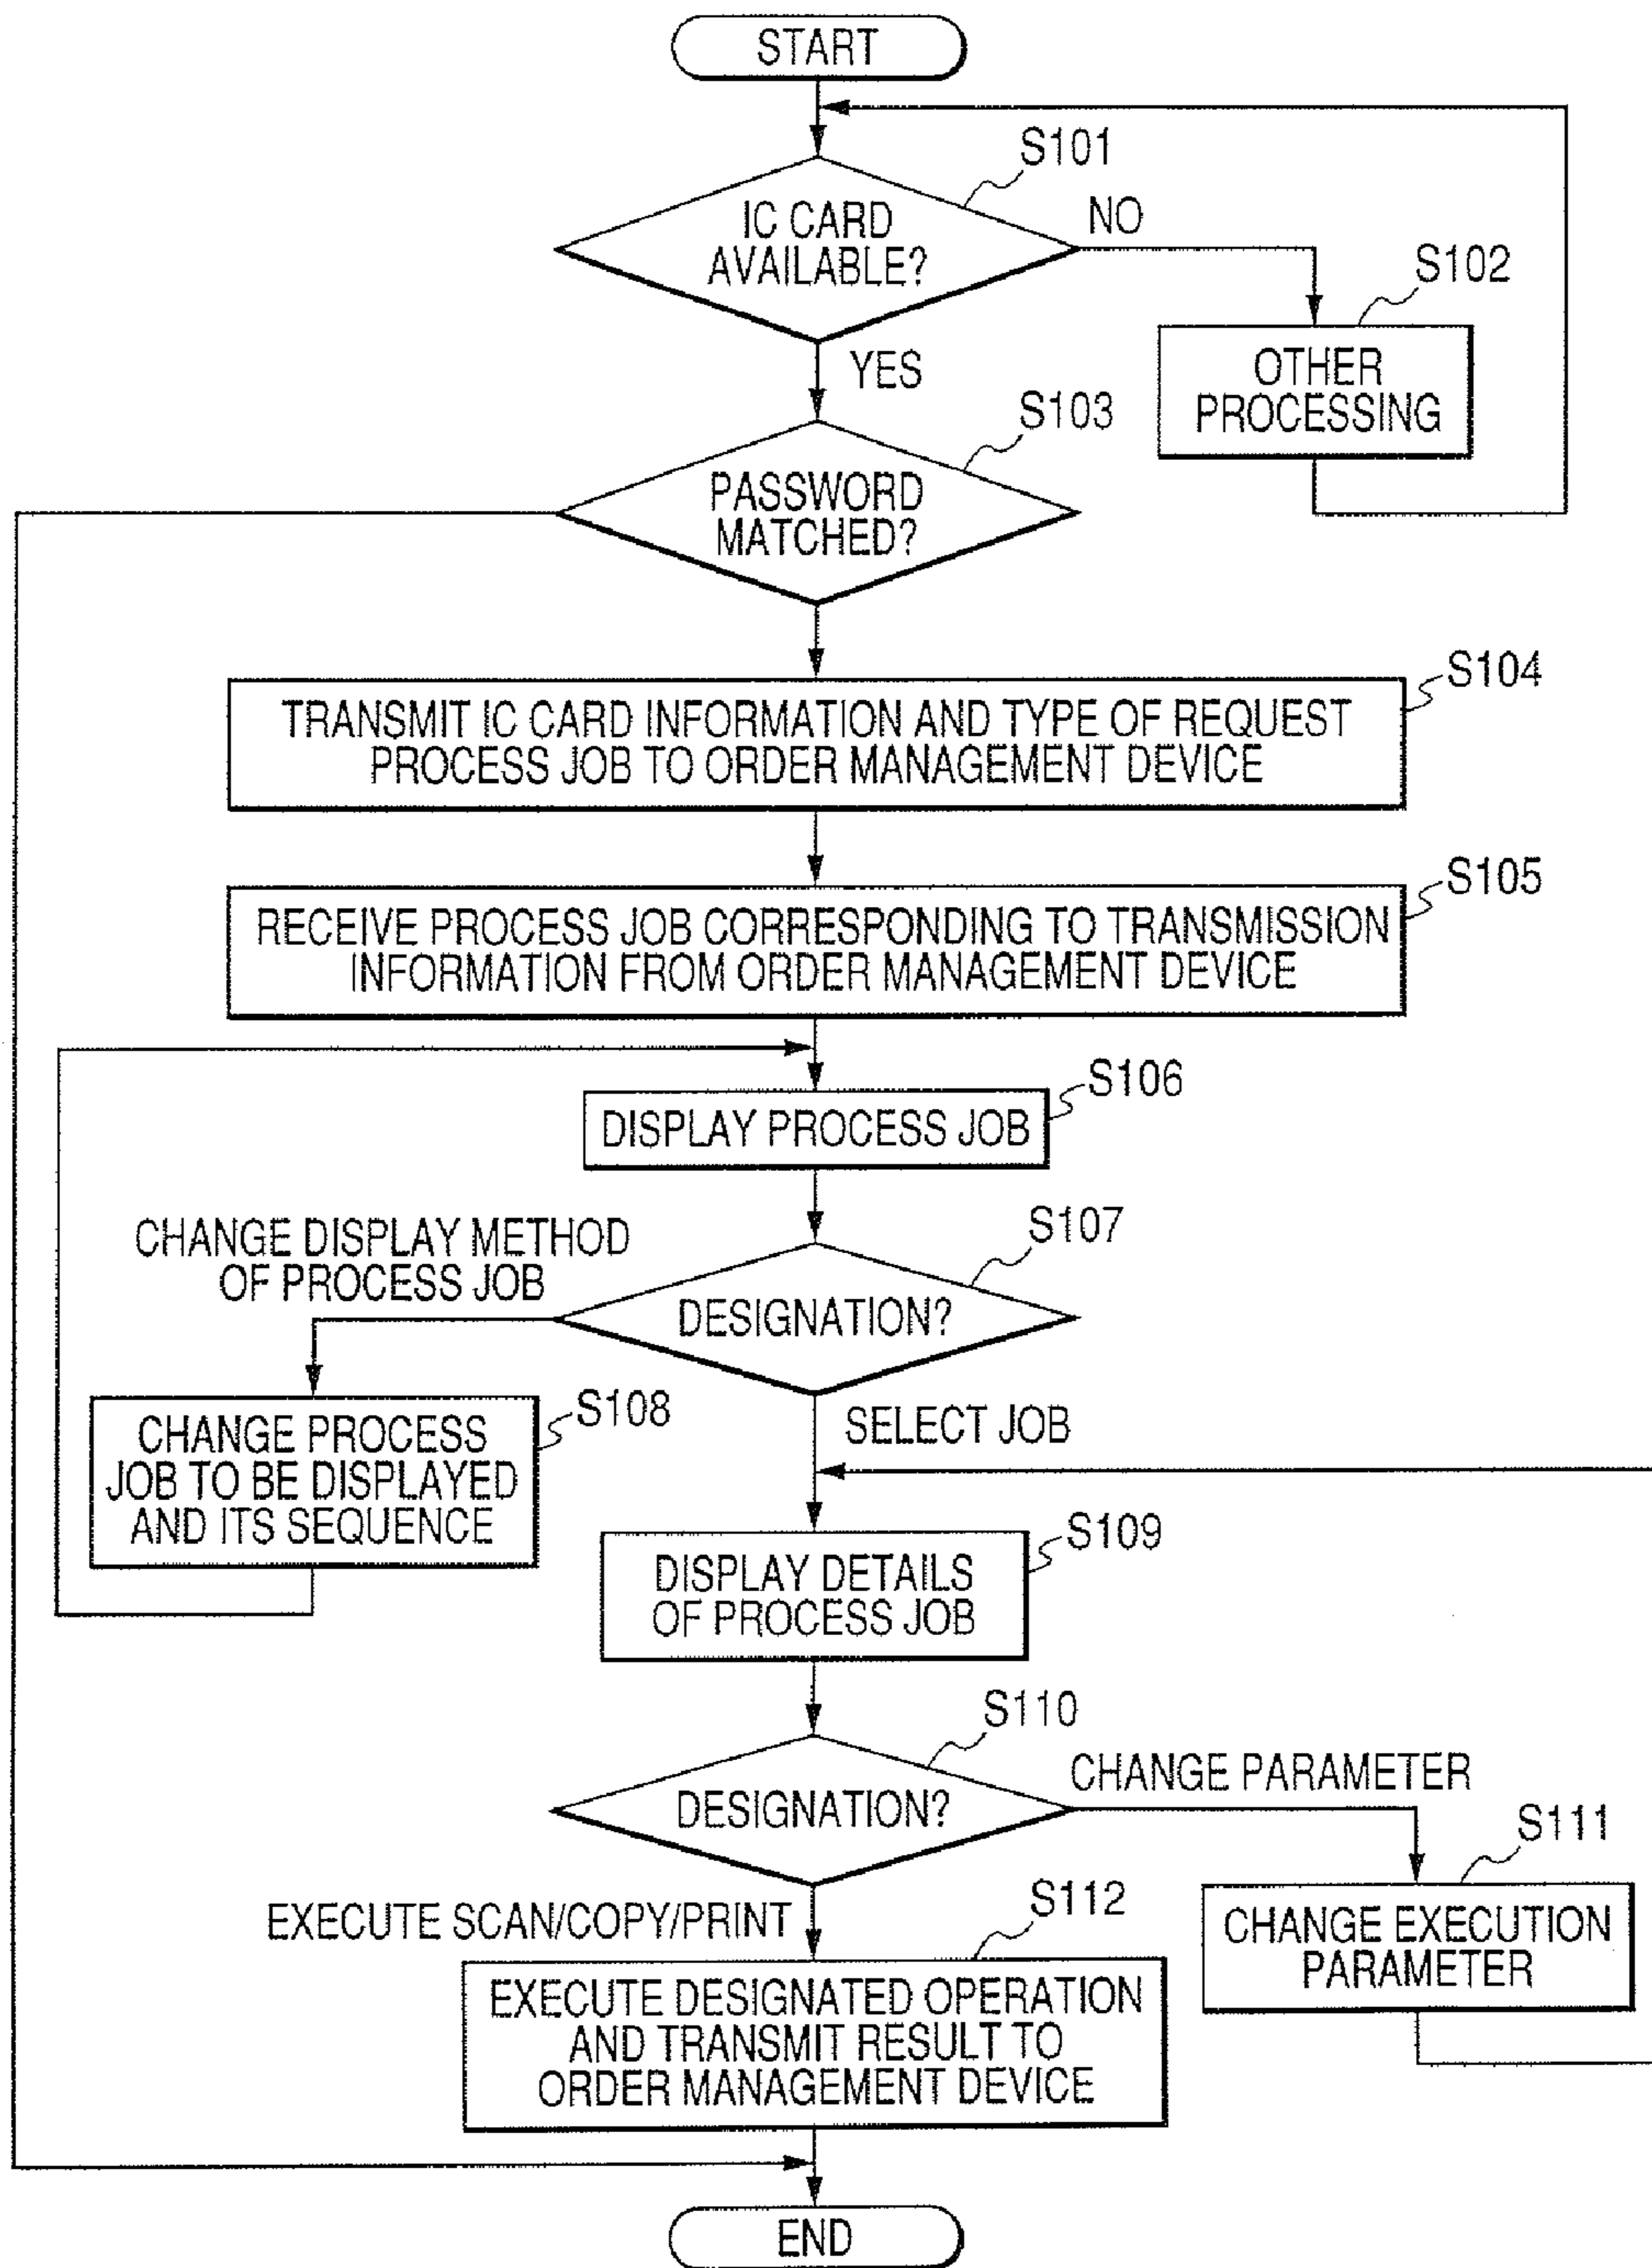 START
S101
IC CARD
AVAILABLE?
NO
S102
OTHER
PROCESSING
YES
S103
PASSWORD
MATCHED?
S104
TRANSMIT IC CARD INFORMATION AND TYPE OF REQUEST
PROCESS JOB TO ORDER MANAGEMENT DEVICE
S105
RECEIVE PROCESS JOB CORRESPONDING TO TRANSMISSION
INFORMATION FROM ORDER MANAGEMENT DEVICE
S106
DISPLAY PROCESS JOB
S107
CHANGE DISPLAY METHOD
OF PROCESS JOB
DESIGNATION?
S108
CHANGE PROCESS
JOB TO BE DISPLAYED
AND ITS SEQUENCE
SELECT JOB
S109
DISPLAY DETAILS
OF PROCESS JOB
S110
DESIGNATION?
CHANGE PARAMETER
S111
CHANGE EXECUTION
PARAMETER
EXECUTE SCAN/COPY/PRINT
S112
EXECUTE DESIGNATED OPERATION
AND TRANSMIT RESULT TO
ORDER MANAGEMENT DEVICE
END